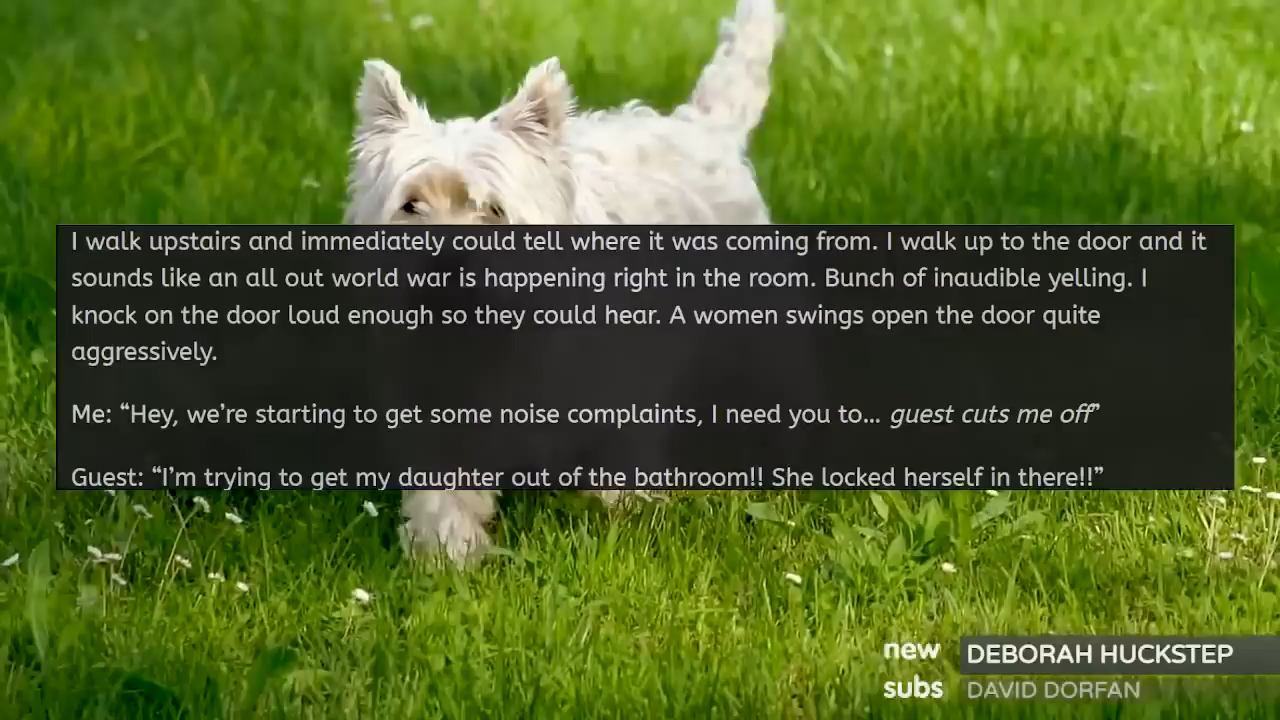 I walk upstairs and immediately could tell where it was coming from. I walk up to the door and it
sounds like an all out world war is happening right in the room. Bunch of inaudible yelling. I
knock on the door loud enough so they could hear. A women swings open the door quite
aggressively.
Me: “Hey, we’re starting to get some noise complaints, I need you to... guest cuts me off”
Guest: “I’m trying to get my daughter out of the bathroom!! She locked herself in there!!”
new
subs
DEBORAH HUCKSTEP
DAVID DORFAN